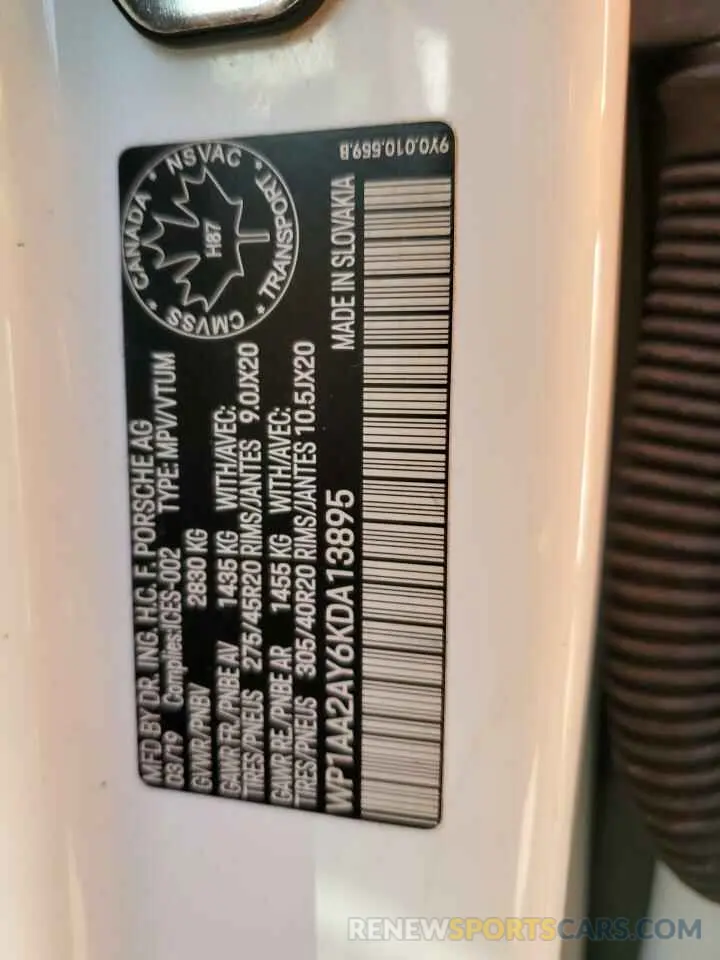 MFD BY DR. ING. H.C. F. PORSCHE AG
03/19 Complies:ICES-002 TYPE:MPV/VTUM
GVWR/PNBV 2830 KG
GAWR FR./PNBE AV 1435 KG WITH/AVEC:
TIRES/PNEUS 275/45R20 RIMS/JANTES 9.0JX20
GAWR RE./PNBE AR 1455 KG WITH/AVEC:
TIRES/PNEUS 305/40R20 RIMS/JANTES 10.5JX20
WP1AA2AY6KDA13895 MADE IN SLOVAKIA
CANADA • NSVAC • TRANSPORT • CMVSS •
H87
9Y0.010.559.B
RENEWSPORTSCARS.COM